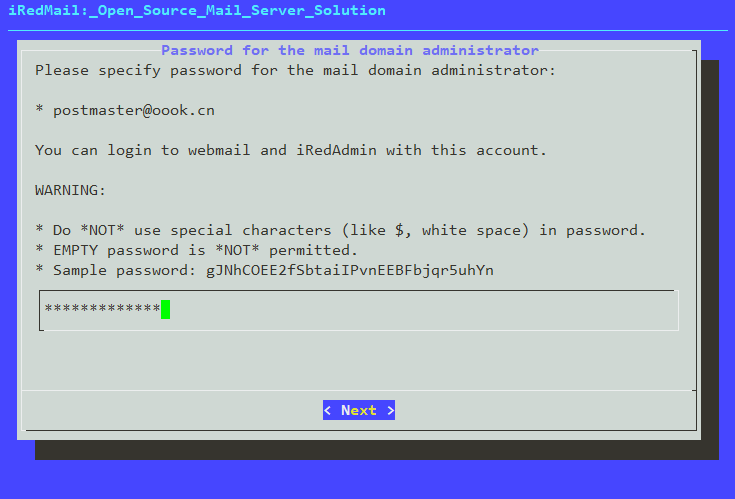 iRedMail:_Open_Source_Mail_Server_Solution
Password for the mail domain administrator
Please specify password for the mail domain administrator:
* postmaster@oook.cn
You can login to webmail and iRedAdmin with this account.
WARNING:
* Do *NOT* use special characters (like $, white space) in password.
* EMPTY password is *NOT* permitted.
* Sample password: gJNhCOEE2fSbtaiIPvnEEBFbjqr5uhYn
*************
< Next >